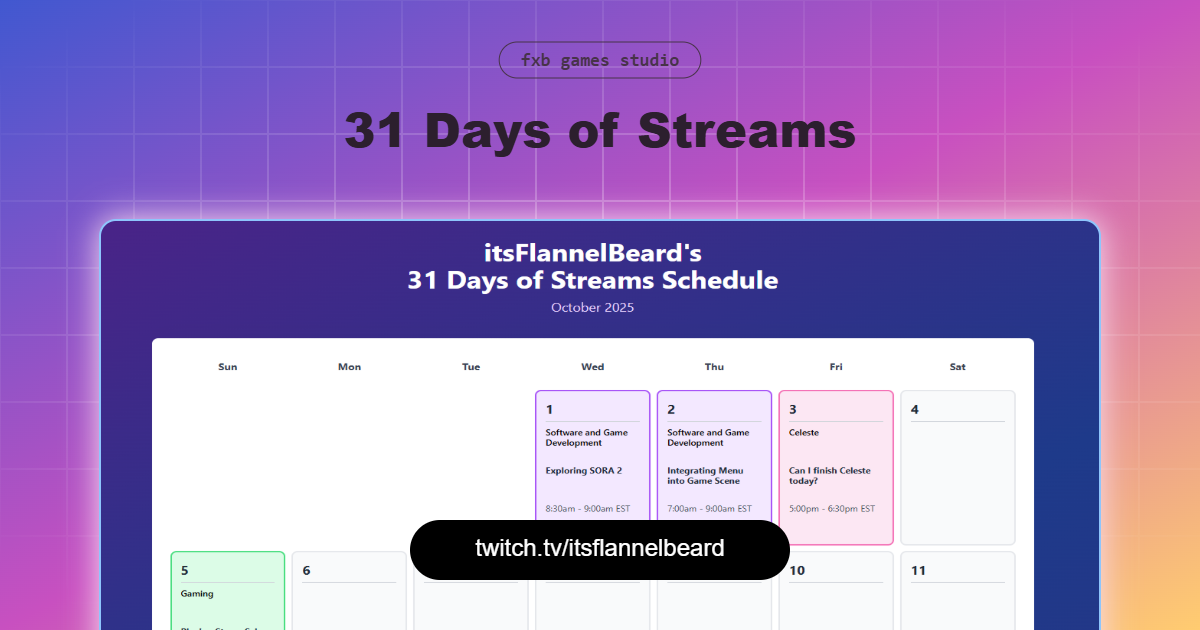 fxb games studio
31 Days of Streams
itsFlannelBeard's
31 Days of Streams Schedule
October 2025
Sun Mon Tue Wed Thu Fri Sat
1
Software and Game
Development
Exploring SORA 2
8:30am - 9:00am EST
2
Software and Game
Development
Integrating Menu
into Game Scene
7:00am - 9:00am EST
3
Celeste
Can I finish Celeste
today?
5:00pm - 6:30pm EST
4
twitch.tv/itsflannelbeard
5
Gaming
6
10
11